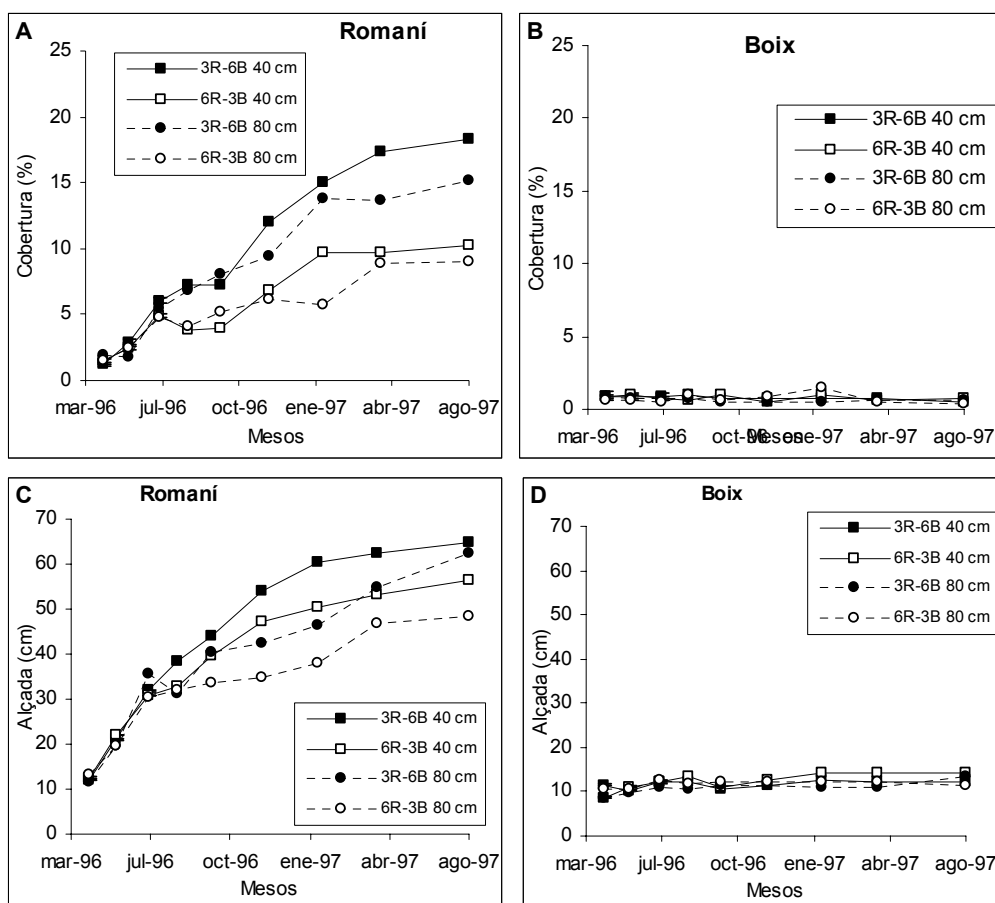 A
Romaní
3R-6B 40 cm
6R-3B 40 cm
3R-6B 80 cm
6R-3B 80 cm
Cobertura (%)
25
20
15
10
5
0
mar-96 jul-96 oct-96 ene-97 abr-97 ago-97
Mesos
B
Boix
3R-6B 40 cm
6R-3B 40 cm
3R-6B 80 cm
6R-3B 80 cm
Cobertura (%)
25
20
15
10
5
0
mar-96 jul-96 oct-96 ene-97 abr-97 ago-97
Mesos
C
Romaní
Alçada (cm)
70
60
50
40
30
20
10
0
3R-6B 40 cm
6R-3B 40 cm
3R-6B 80 cm
6R-3B 80 cm
mar-96 jul-96 oct-96 ene-97 abr-97 ago-97
Mesos
D
Boix
3R-6B 40 cm
6R-3B 40 cm
3R-6B 80 cm
6R-3B 80 cm
Alçada (cm)
70
60
50
40
30
20
10
0
mar-96 jul-96 oct-96 ene-97 abr-97 ago-97
Mesos